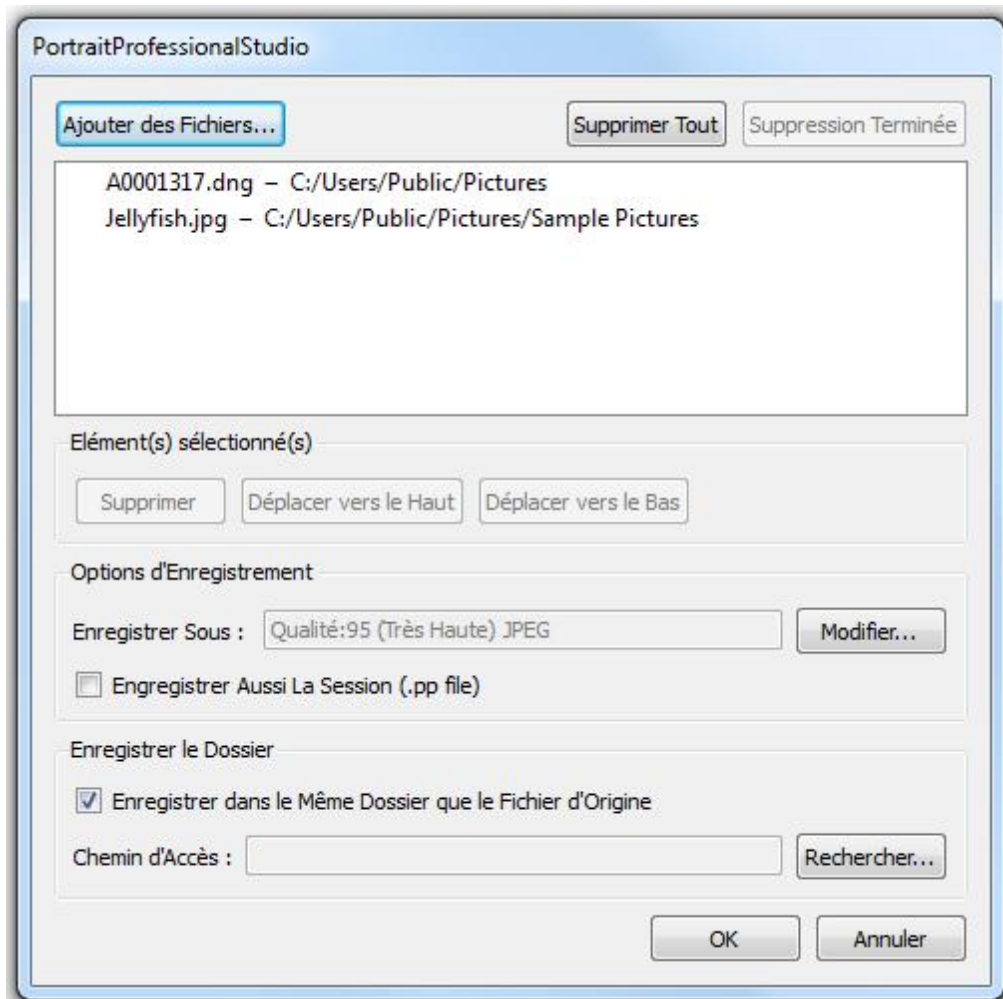 PortraitProfessionalStudio
Ajouter des Fichiers... Supprimer Tout Suppression Terminée
A0001317.dng – C:/Users/Public/Pictures
Jellyfish.jpg – C:/Users/Public/Pictures/Sample Pictures
Elément(s) sélectionné(s)
Supprimer Déplacer vers le Haut Déplacer vers le Bas
Options d'Enregistrement
Enregistrer Sous : Qualité:95 (Très Haute) JPEG Modifier...
Engregistrer Aussi La Session (.pp file)
Enregistrer le Dossier
Enregistrer dans le Même Dossier que le Fichier d'Origine
Chemin d'Accès : Rechercher...
OK Annuler